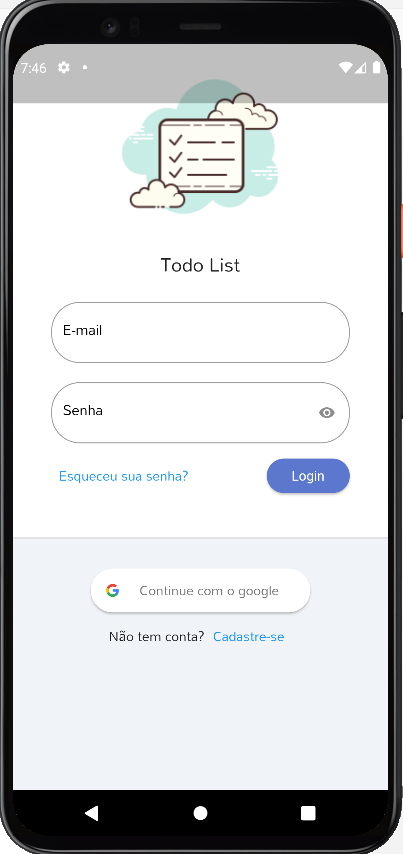 7:46
Todo List
E-mail
Senha
Esqueceu sua senha? Login
Continue com o google
Não tem conta? Cadastre-se